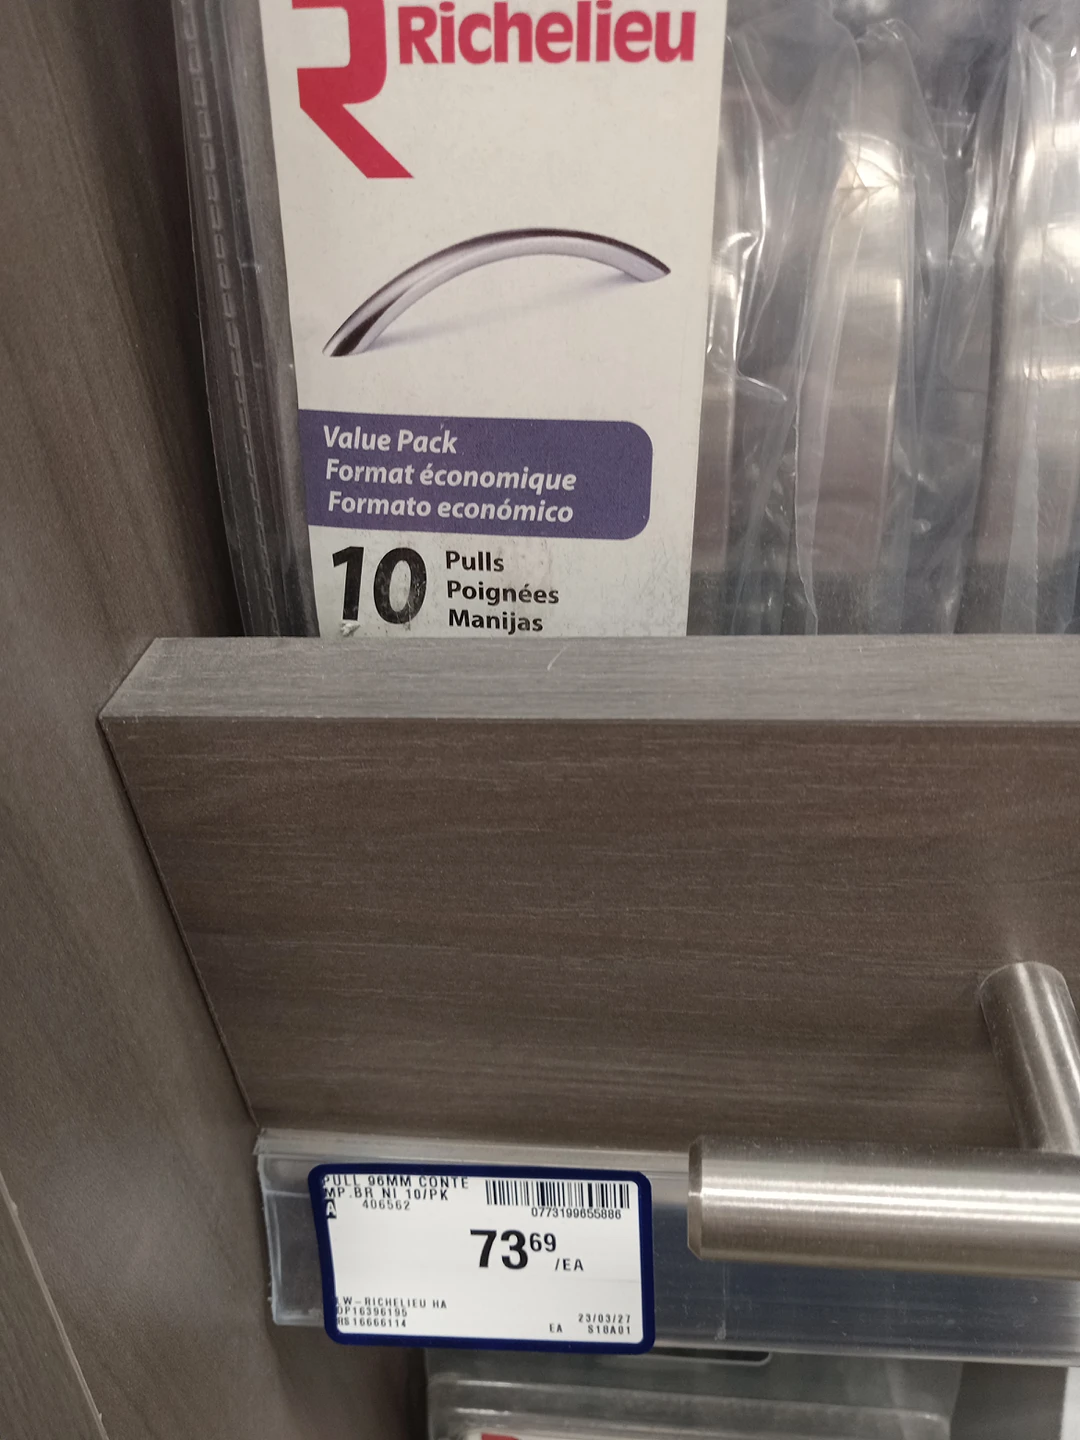 Richelieu
Value Pack
Format économique
Formato económico
10 Pulls
Poignées
Manijas
PULL 96MM CONTE
MP.BR NI 10/PK
A 406562
0773199655886
73 69 /EA
LW-RICHELIEU HA
OP16396195
RS16666114
23/03/27
EA S18A01